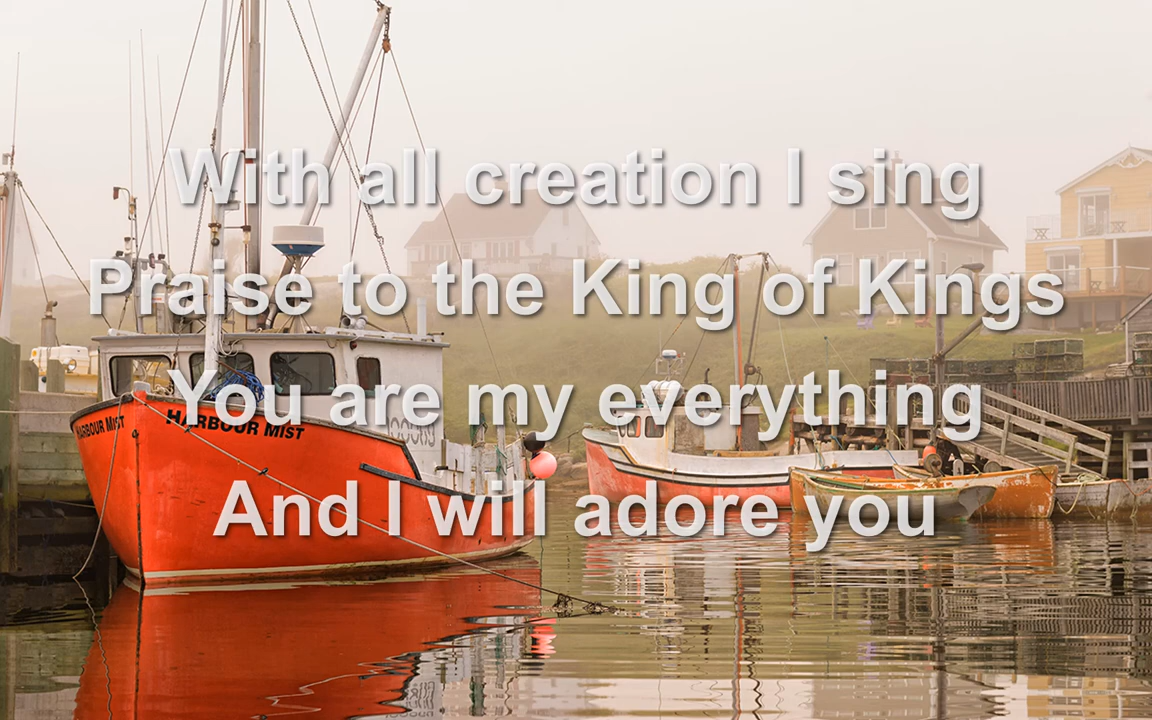 With all creation I sing
Praise to the King of Kings
You are my everything
And I will adore you
HARBOUR MIST
HARBOUR MIST